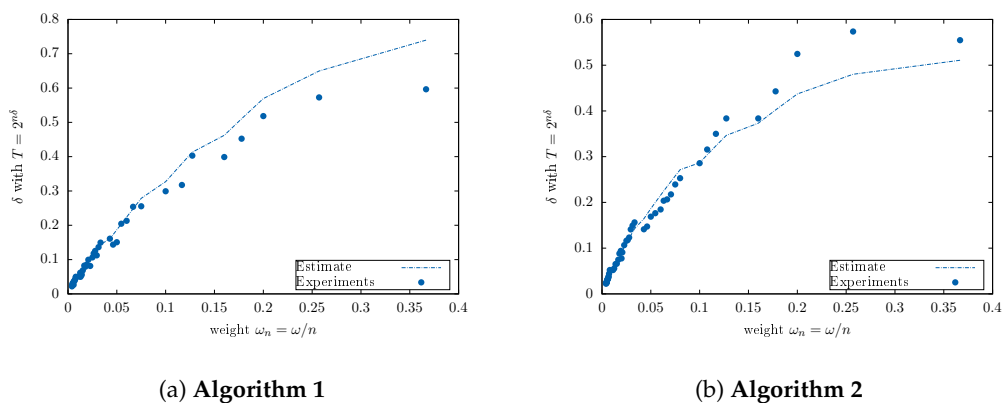 0.8
0.7
0.6
0.5
0.4
0.3
0.2
0.1
0
0 0.05 0.1 0.15 0.2 0.25 0.3 0.35 0.4
δ with T = 2^{nδ}
weight ω_n = ω/n
Estimate
Experiments
(a) Algorithm 1
0.6
0.5
0.4
0.3
0.2
0.1
0
0 0.05 0.1 0.15 0.2 0.25 0.3 0.35 0.4
δ with T = 2^{nδ}
weight ω_n = ω/n
Estimate
Experiments
(b) Algorithm 2